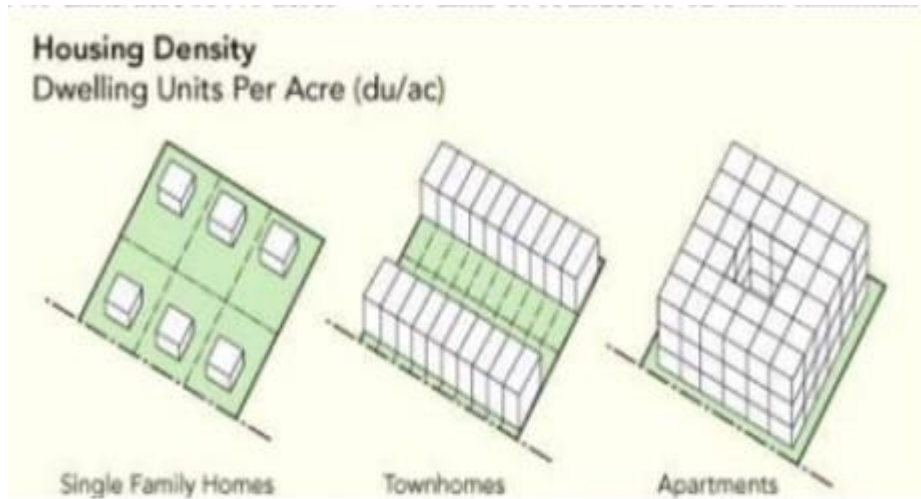 Housing Density
Dwelling Units Per Acre (du/ac)
Single Family Homes
Townhomes
Apartments